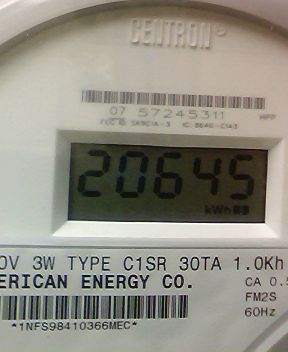 CENTRON®
07 57245311
HPP
20645
kWh
0V 3W TYPE C1SR 30TA 1.0Kh
ERICAN ENERGY CO.
CA 0.5
FM2S
60Hz
*1NFS98410366MEC*